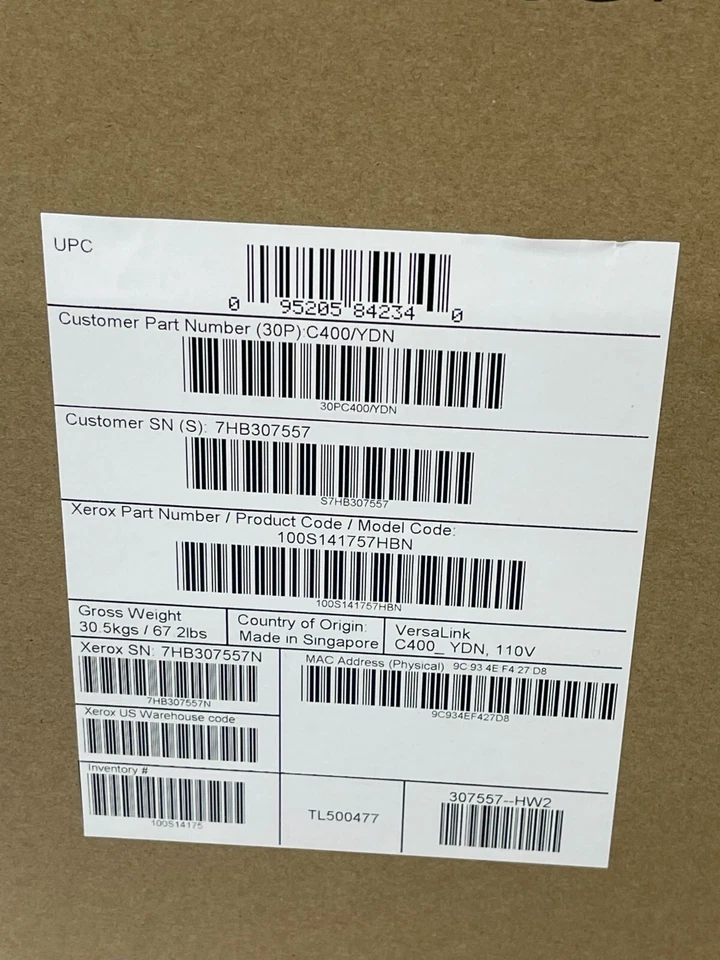 UPC
0 95205 84234 0
Customer Part Number (30P):C400/YDN
30PC400/YDN
Customer SN (S): 7HB307557
S7HB307557
Xerox Part Number / Product Code / Model Code:
100S141757HBN
100S141757HBN
Gross Weight
30.5kgs / 67.2lbs
Country of Origin:
Made in Singapore
VersaLink
C400_ YDN, 110V
Xerox SN: 7HB307557N
7HB307557N
MAC Address (Physical) 9C 93 4E F4 27 D8
9C934EF427D8
Xerox US Warehouse code
Inventory #
100S14175
TL500477
307557--HW2